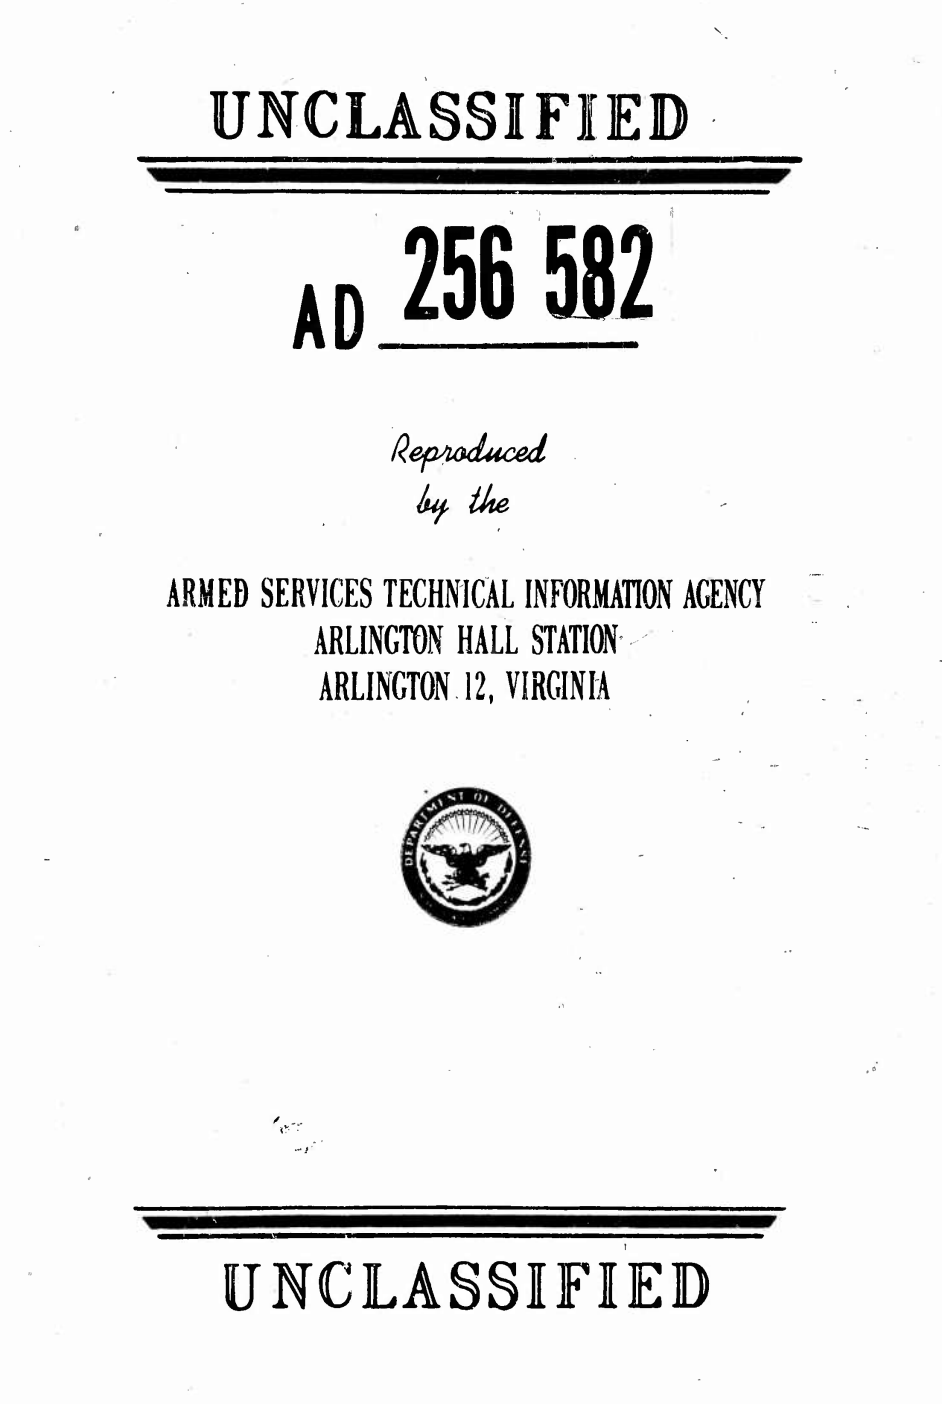 UNCLASSIFIED
AD 256 582
Reproduced
by the
ARMED SERVICES TECHNICAL INFORMATION AGENCY
ARLINGTON HALL STATION
ARLINGTON 12, VIRGINIA
DEPARTMENT OF DEFENSE
UNCLASSIFIED